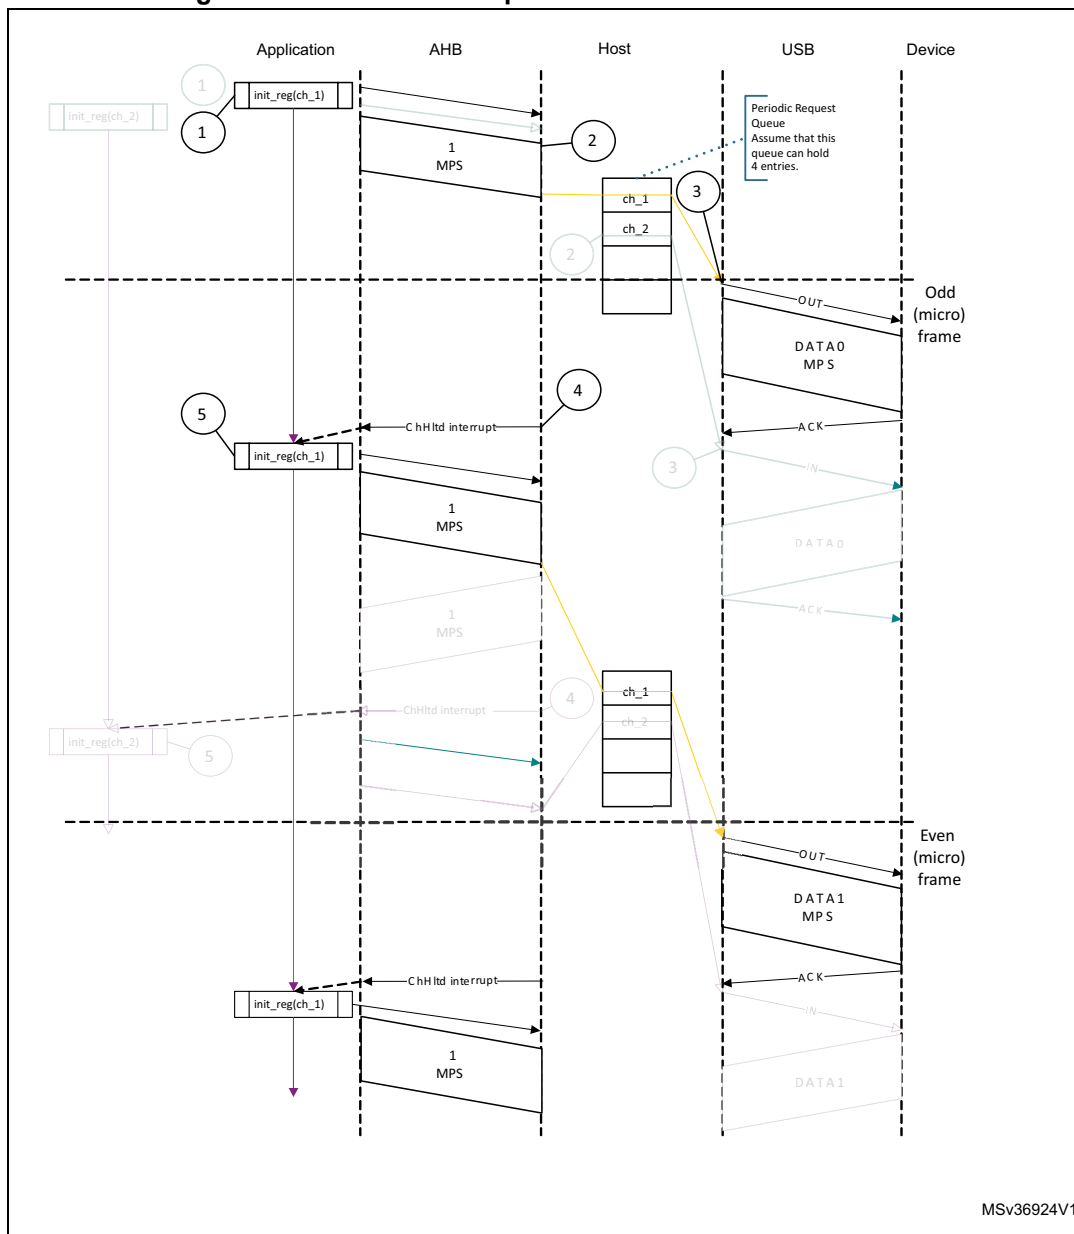 Application AHB Host USB Device
1
init_reg(ch_1)
init_reg(ch_2)
1
2
1
MPS
Periodic Request
Queue
Assume that this
queue can hold
4 entries.
3
ch_1
ch_2
2
Odd
(micro)
frame
OUT
DATA0
MPS
4
5
ChHltd interrupt
ACK
init_reg(ch_1)
3
IN
1
MPS
DATA0
ACK
1
MPS
ch_1
4
ChHltd interrupt
ch_2
init_reg(ch_2)
5
Even
(micro)
frame
OUT
DATA1
MPS
ChHltd interrupt
ACK
init_reg(ch_1)
IN
1
MPS
DATA1
MSv36924V1